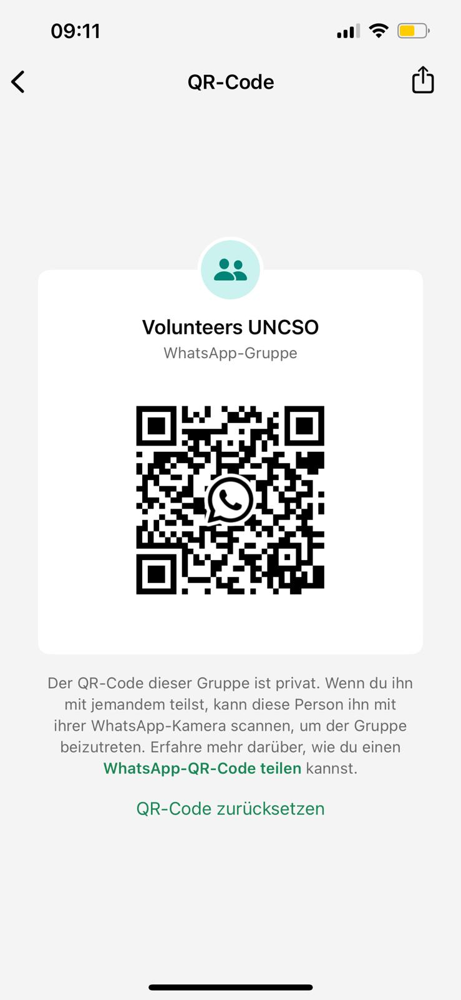 09:11
QR-Code
Volunteers UNCSO
WhatsApp-Gruppe
Der QR-Code dieser Gruppe ist privat. Wenn du ihn
mit jemandem teilst, kann diese Person ihn mit
ihrer WhatsApp-Kamera scannen, um der Gruppe
beizutreten. Erfahre mehr darüber, wie du einen
WhatsApp-QR-Code teilen kannst.
QR-Code zurücksetzen